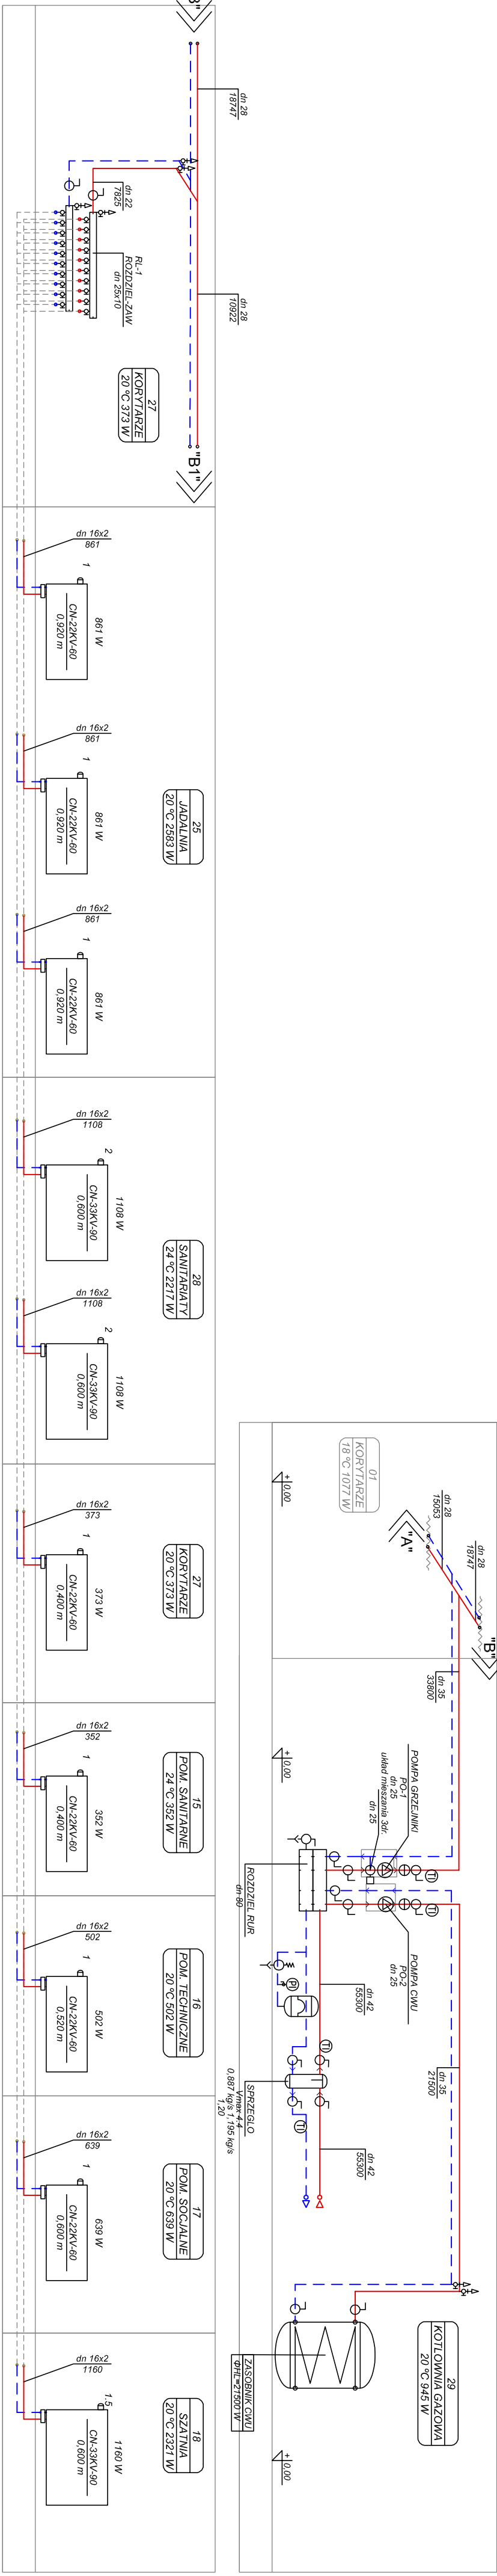 "B"
dn 28
18747
dn 22
7825
RL-1
ROZDZIEL-ZAW
dn 25x10
dn 28
10922
"B1"
27
KORYTARZE
20 °C 373 W
dn 16x2
861
1
861 W
CN-22KV-60
0,920 m
dn 16x2
861
1
861 W
CN-22KV-60
0,920 m
25
JADALNIA
20 °C 2583 W
dn 16x2
861
1
861 W
CN-22KV-60
0,920 m
dn 16x2
1108
2
1108 W
CN-33KV-90
0,600 m
28
SANITARIATY
24 °C 2217 W
dn 16x2
1108
2
1108 W
CN-33KV-90
0,600 m
dn 16x2
373
1
373 W
CN-22KV-60
0,400 m
27
KORYTARZE
20 °C 373 W
dn 16x2
352
1
352 W
CN-22KV-60
0,400 m
15
POM. SANITARNE
24 °C 352 W
dn 16x2
502
1
502 W
CN-22KV-60
0,520 m
16
POM. TECHNICZNE
20 °C 502 W
dn 16x2
639
1
639 W
CN-22KV-60
0,600 m
17
POM. SOCJALNE
20 °C 639 W
dn 16x2
1160
1.5
1160 W
CN-33KV-90
0,600 m
18
SZATNIA
20 °C 2321 W
01
KORYTARZE
18 °C 1077 W
+0,00
dn 28
15053
"A"
dn 28
18747
"B"
dn 35
33800
+0,00
POMPA GRZEJNIKI
PO-1
dn 25
układ mieszania 3dr.
dn 25
POMPA CWU
PO-2
dn 25
TI
TI
ROZDZIEL RUR
dn 80
PI
dn 42
55300
TI
TI
SPRZEGLO
Vmax 4.4
0,887 kg/s 1,195 kg/s
1,20
dn 42
55300
dn 35
21500
ZASOBNIK CWU
ΦHL=21500 W
29
KOTLOWNIA GAZOWA
20 °C 945 W
+0,00